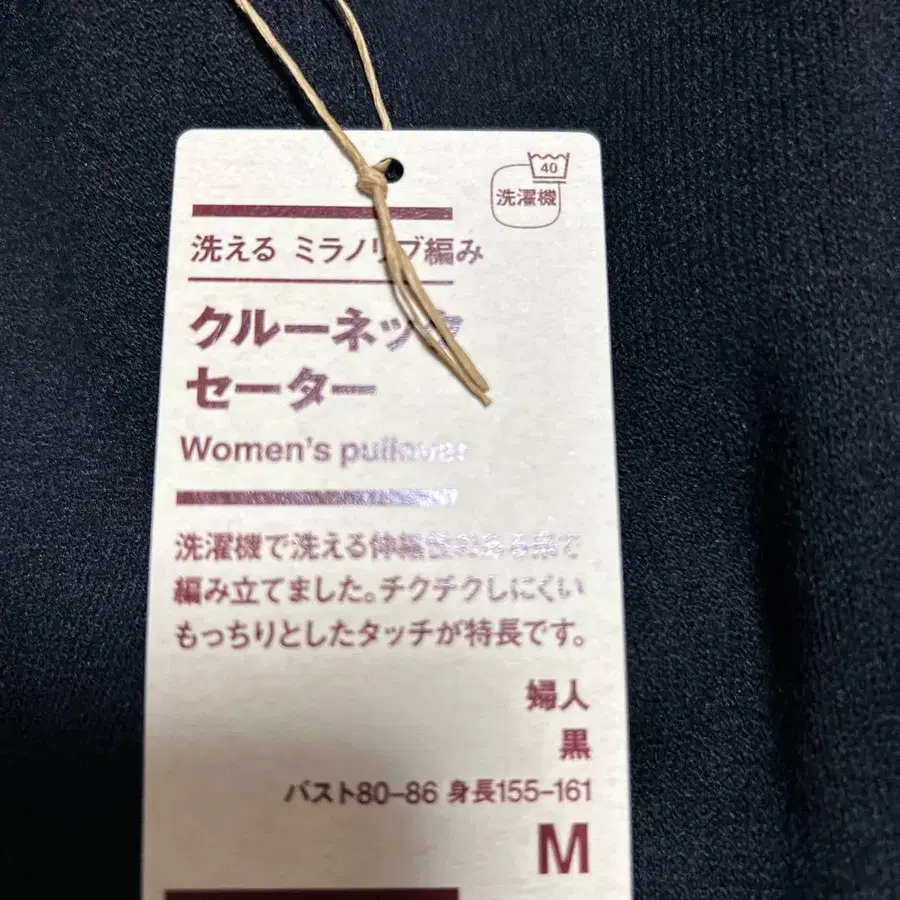 40
洗濯機
洗える ミラノリブ編み
クルーネック
セーター
Women's pullover
洗濯機で洗える伸縮性のある糸で
編み立てました。チクチクしにくい
もっちりとしたタッチが特長です。
婦人
黒
バスト80–86 身長155–161
M